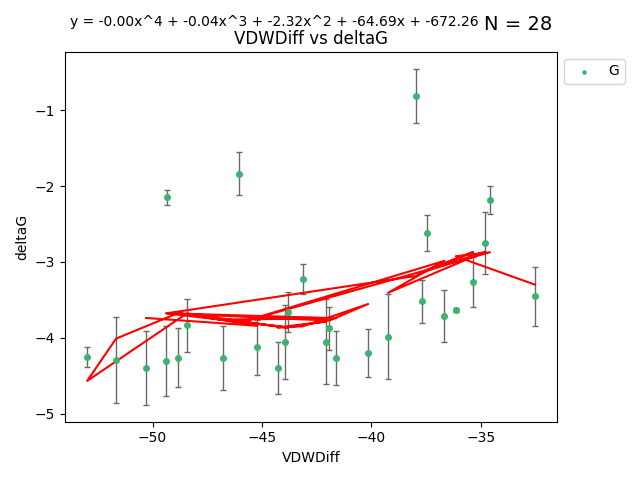 y = -0.00x^4 + -0.04x^3 + -2.32x^2 + -64.69x + -672.26 N = 28
VDWDiff vs deltaG
G
−1
−2
−3
−4
−5
deltaG
−50 −45 −40 −35
VDWDiff